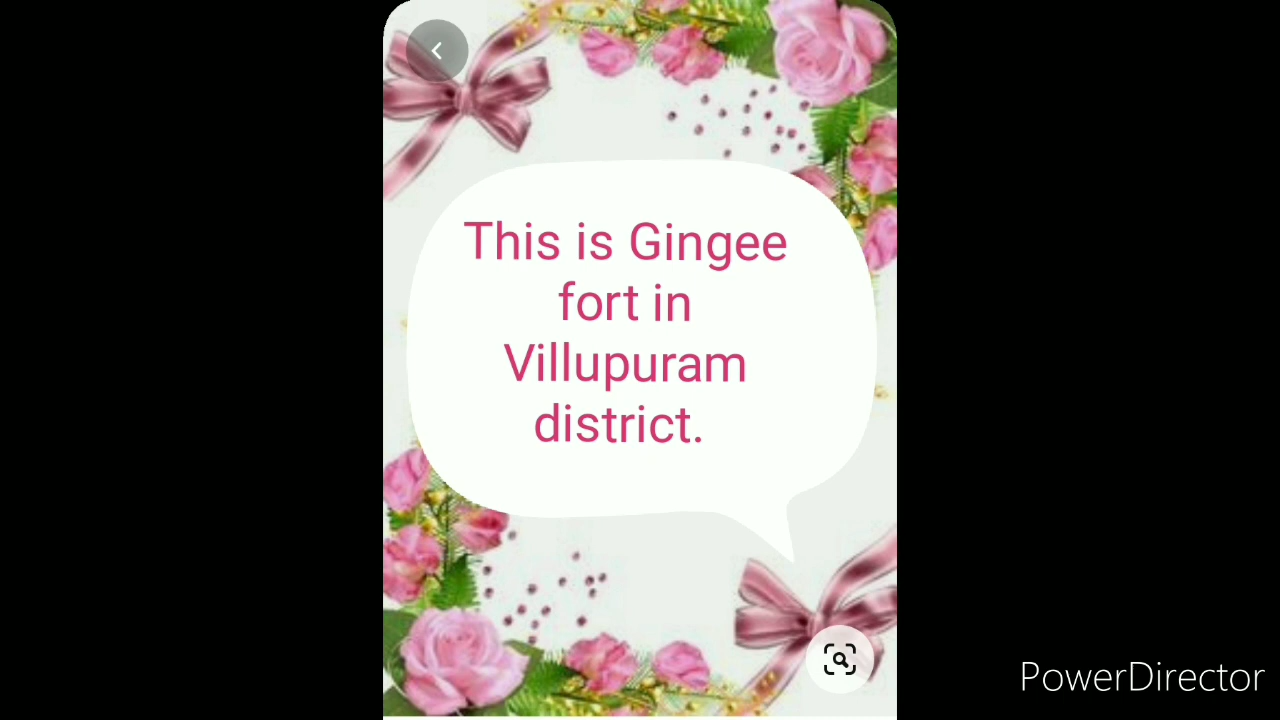 This is Gingee
fort in
Villupuram
district.
PowerDirector